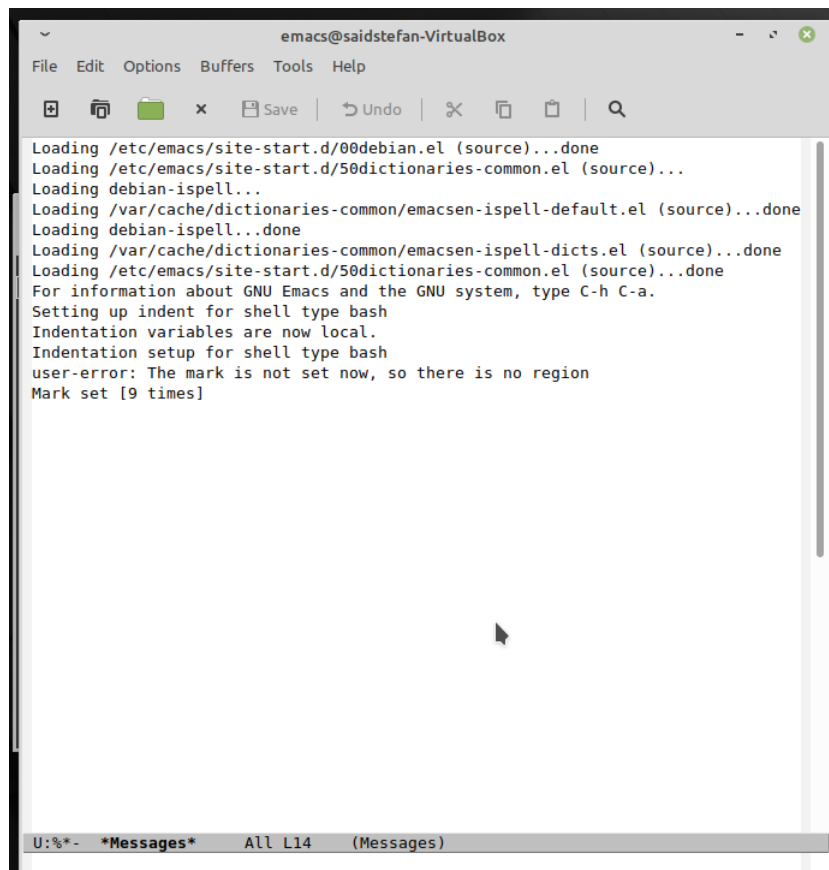 emacs@saidstefan-VirtualBox
File Edit Options Buffers Tools Help
Save Undo
Loading /etc/emacs/site-start.d/00debian.el (source)...done
Loading /etc/emacs/site-start.d/50dictionaries-common.el (source)...
Loading debian-ispell...
Loading /var/cache/dictionaries-common/emacsen-ispell-default.el (source)...done
Loading debian-ispell...done
Loading /var/cache/dictionaries-common/emacsen-ispell-dicts.el (source)...done
Loading /etc/emacs/site-start.d/50dictionaries-common.el (source)...done
For information about GNU Emacs and the GNU system, type C-h C-a.
Setting up indent for shell type bash
Indentation variables are now local.
Indentation setup for shell type bash
user-error: The mark is not set now, so there is no region
Mark set [9 times]
U:%*-  *Messages*     All L14    (Messages)